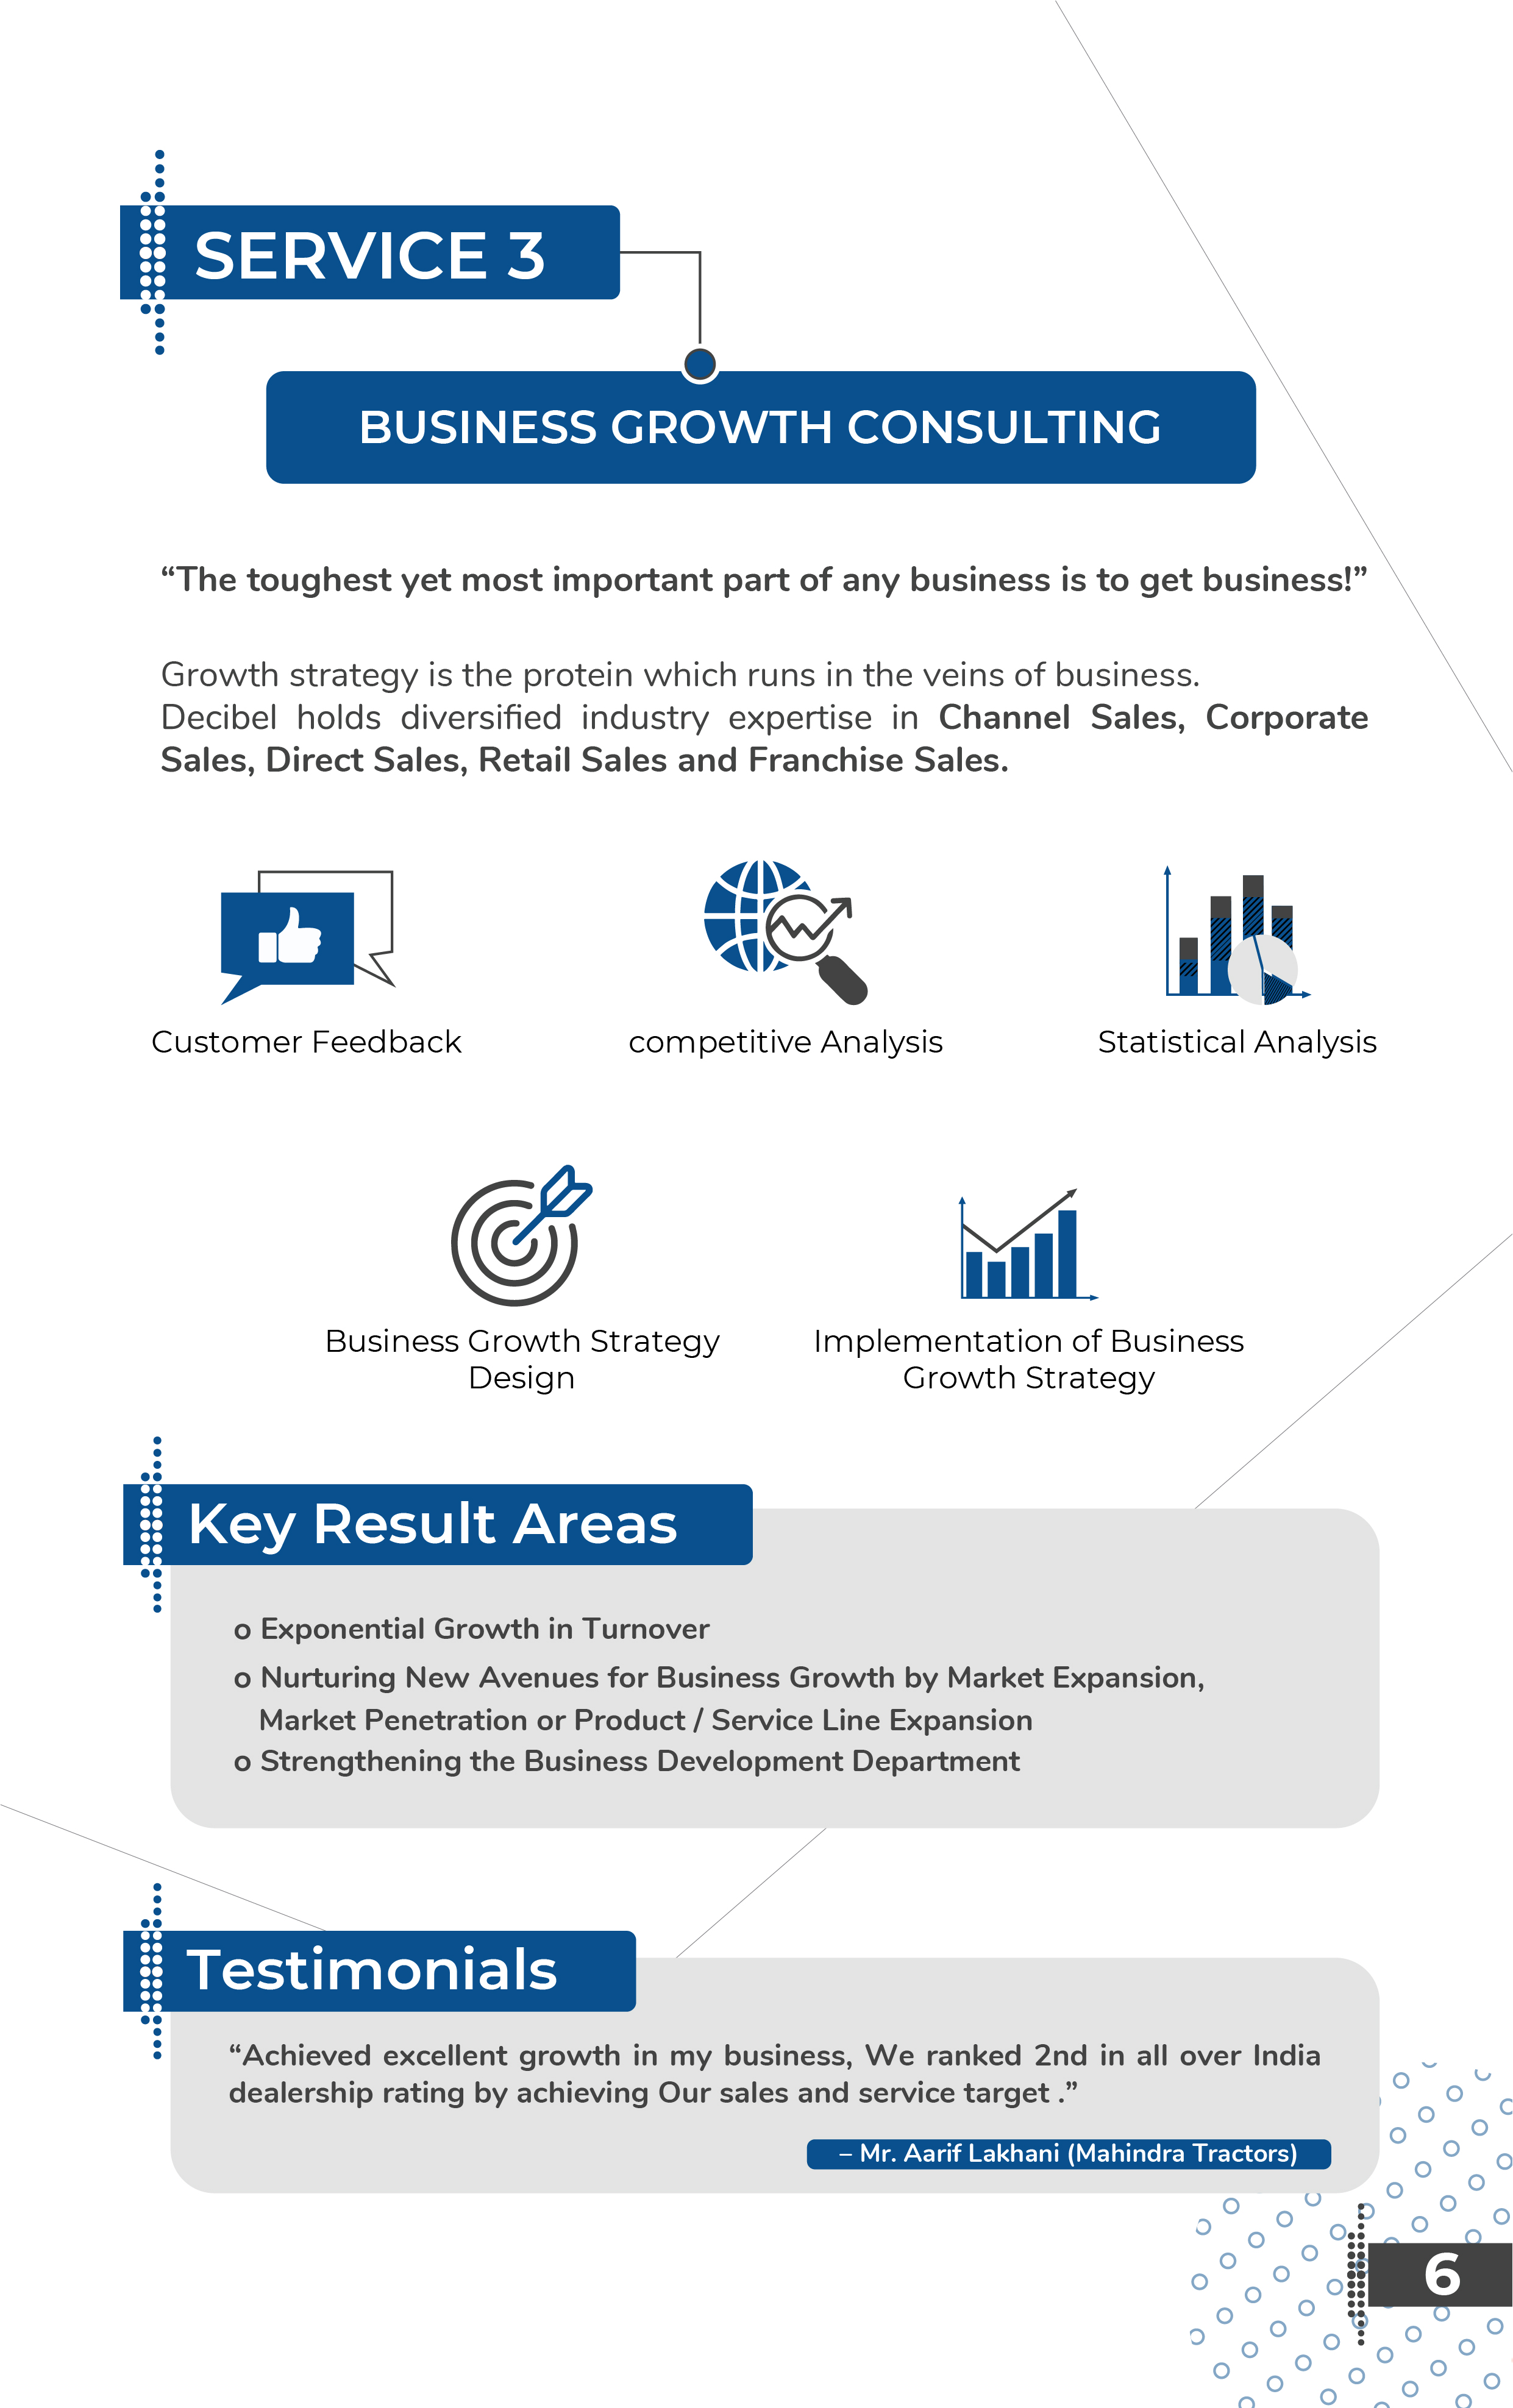 SERVICE 3
BUSINESS GROWTH CONSULTING
“The toughest yet most important part of any business is to get business!”
Growth strategy is the protein which runs in the veins of business.
Decibel holds diversified industry expertise in Channel Sales, Corporate
Sales, Direct Sales, Retail Sales and Franchise Sales.
Customer Feedback
competitive Analysis
Statistical Analysis
Business Growth Strategy
Design
Implementation of Business
Growth Strategy
Key Result Areas
o Exponential Growth in Turnover
o Nurturing New Avenues for Business Growth by Market Expansion,
Market Penetration or Product / Service Line Expansion
o Strengthening the Business Development Department
Testimonials
“Achieved excellent growth in my business, We ranked 2nd in all over India
dealership rating by achieving Our sales and service target .”
– Mr. Aarif Lakhani (Mahindra Tractors)
6